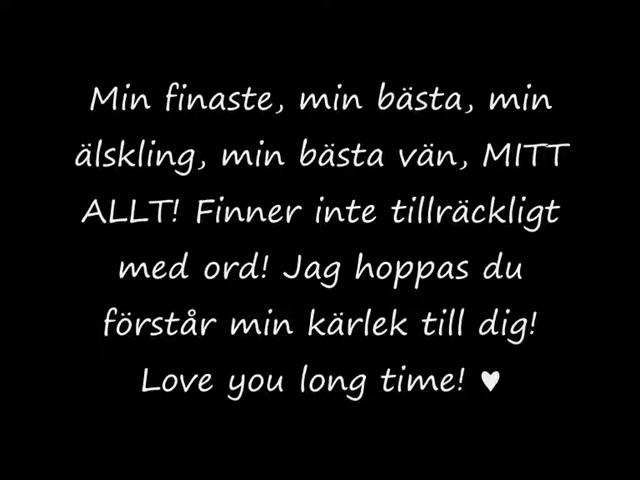 Min finaste, min bästa, min
älskling, min bästa vän, MITT
ALLT! Finner inte tillräckligt
med ord! Jag hoppas du
förstår min kärlek till dig!
Love you long time! ♥